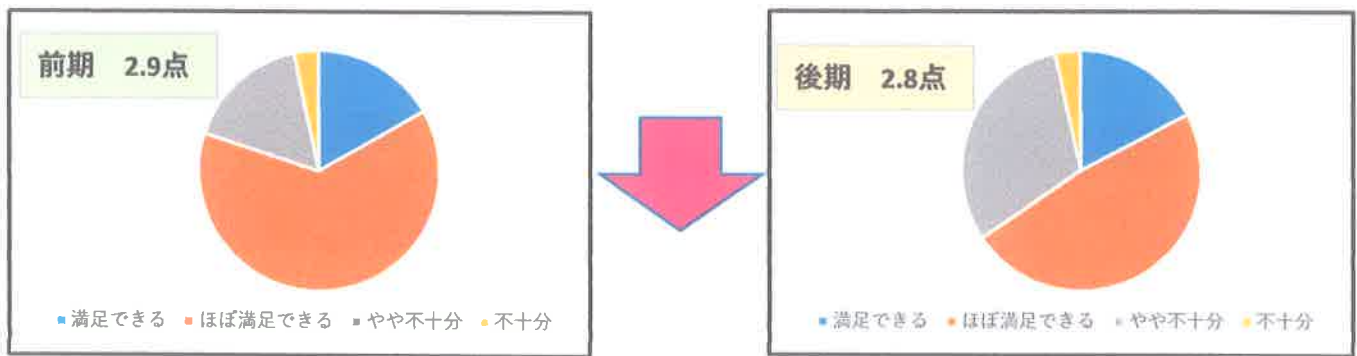 前期 2.9点
満足できる ほぼ満足できる やや不十分 不十分
後期 2.8点
満足できる ほぼ満足できる やや不十分 不十分